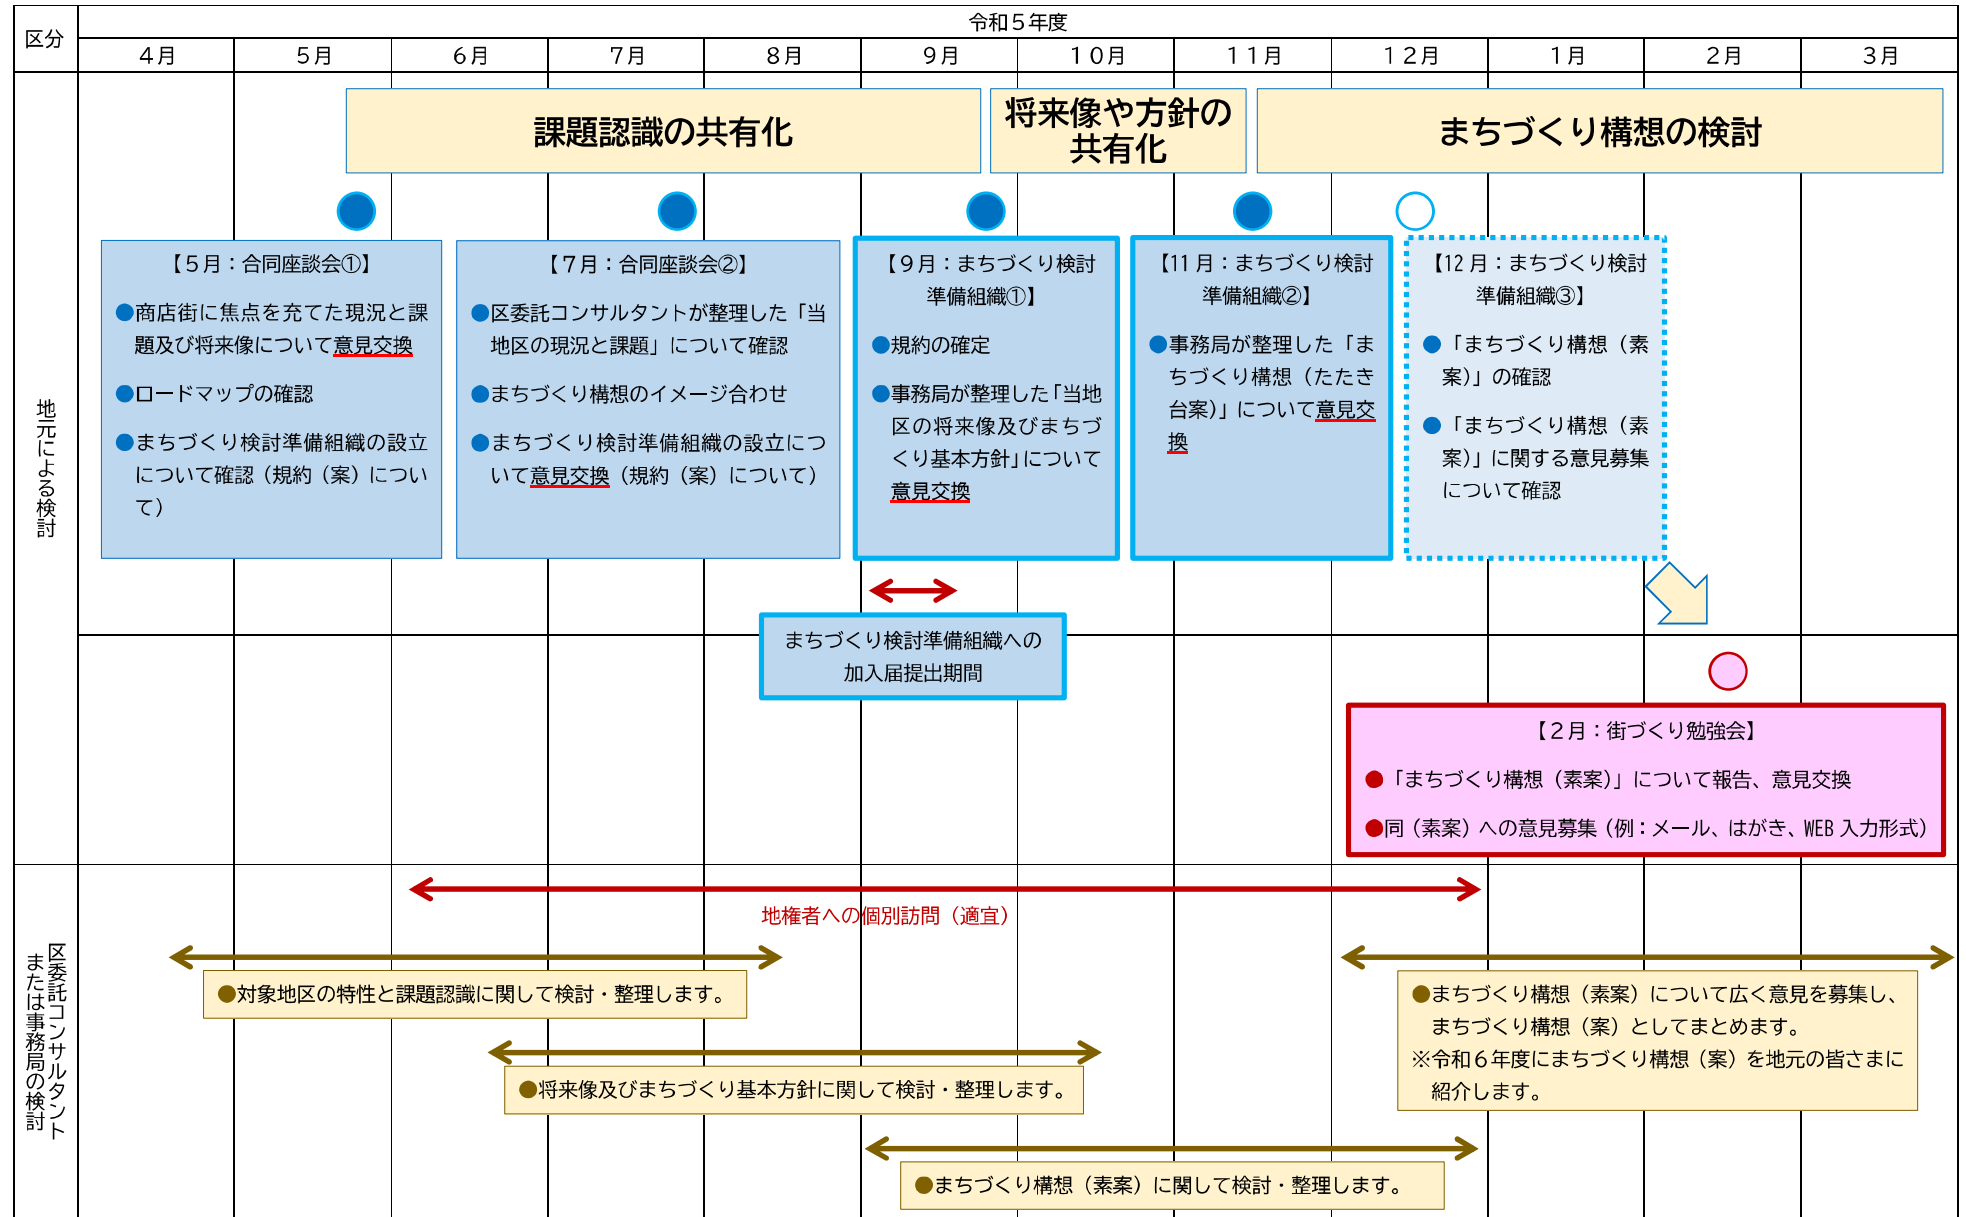 区分
令和５年度
４月
５月
６月
７月
８月
９月
１０月
１１月
１２月
１月
２月
３月
地元による検討
課題認識の共有化
将来像や方針の
共有化
まちづくり構想の検討
【５月：合同座談会①】
●商店街に焦点を充てた現況と課
題及び将来像について意見交換
●ロードマップの確認
●まちづくり検討準備組織の設立
について確認（規約（案）につい
て）
【７月：合同座談会②】
●区委託コンサルタントが整理した「当
地区の現況と課題」について確認
●まちづくり構想のイメージ合わせ
●まちづくり検討準備組織の設立につ
いて意見交換（規約（案）について）
【９月：まちづくり検討
準備組織①】
●規約の確定
●事務局が整理した「当地
区の将来像及びまちづ
くり基本方針」について
意見交換
【11月：まちづくり検討
準備組織②】
●事務局が整理した「ま
ちづくり構想（たたき
台案）」について意見交
換
【12月：まちづくり検討
準備組織③】
●「まちづくり構想（素
案）」の確認
●「まちづくり構想（素
案）」に関する意見募集
について確認
まちづくり検討準備組織への
加入届提出期間
【２月：街づくり勉強会】
●「まちづくり構想（素案）」について報告、意見交換
●同（素案）への意見募集（例：メール、はがき、WEB入力形式）
区委託コンサルタント
または事務局の検討
地権者への個別訪問（適宜）
●対象地区の特性と課題認識に関して検討・整理します。
●将来像及びまちづくり基本方針に関して検討・整理します。
●まちづくり構想（素案）に関して検討・整理します。
●まちづくり構想（素案）について広く意見を募集し、
まちづくり構想（案）としてまとめます。
※令和６年度にまちづくり構想（案）を地元の皆さまに
紹介します。